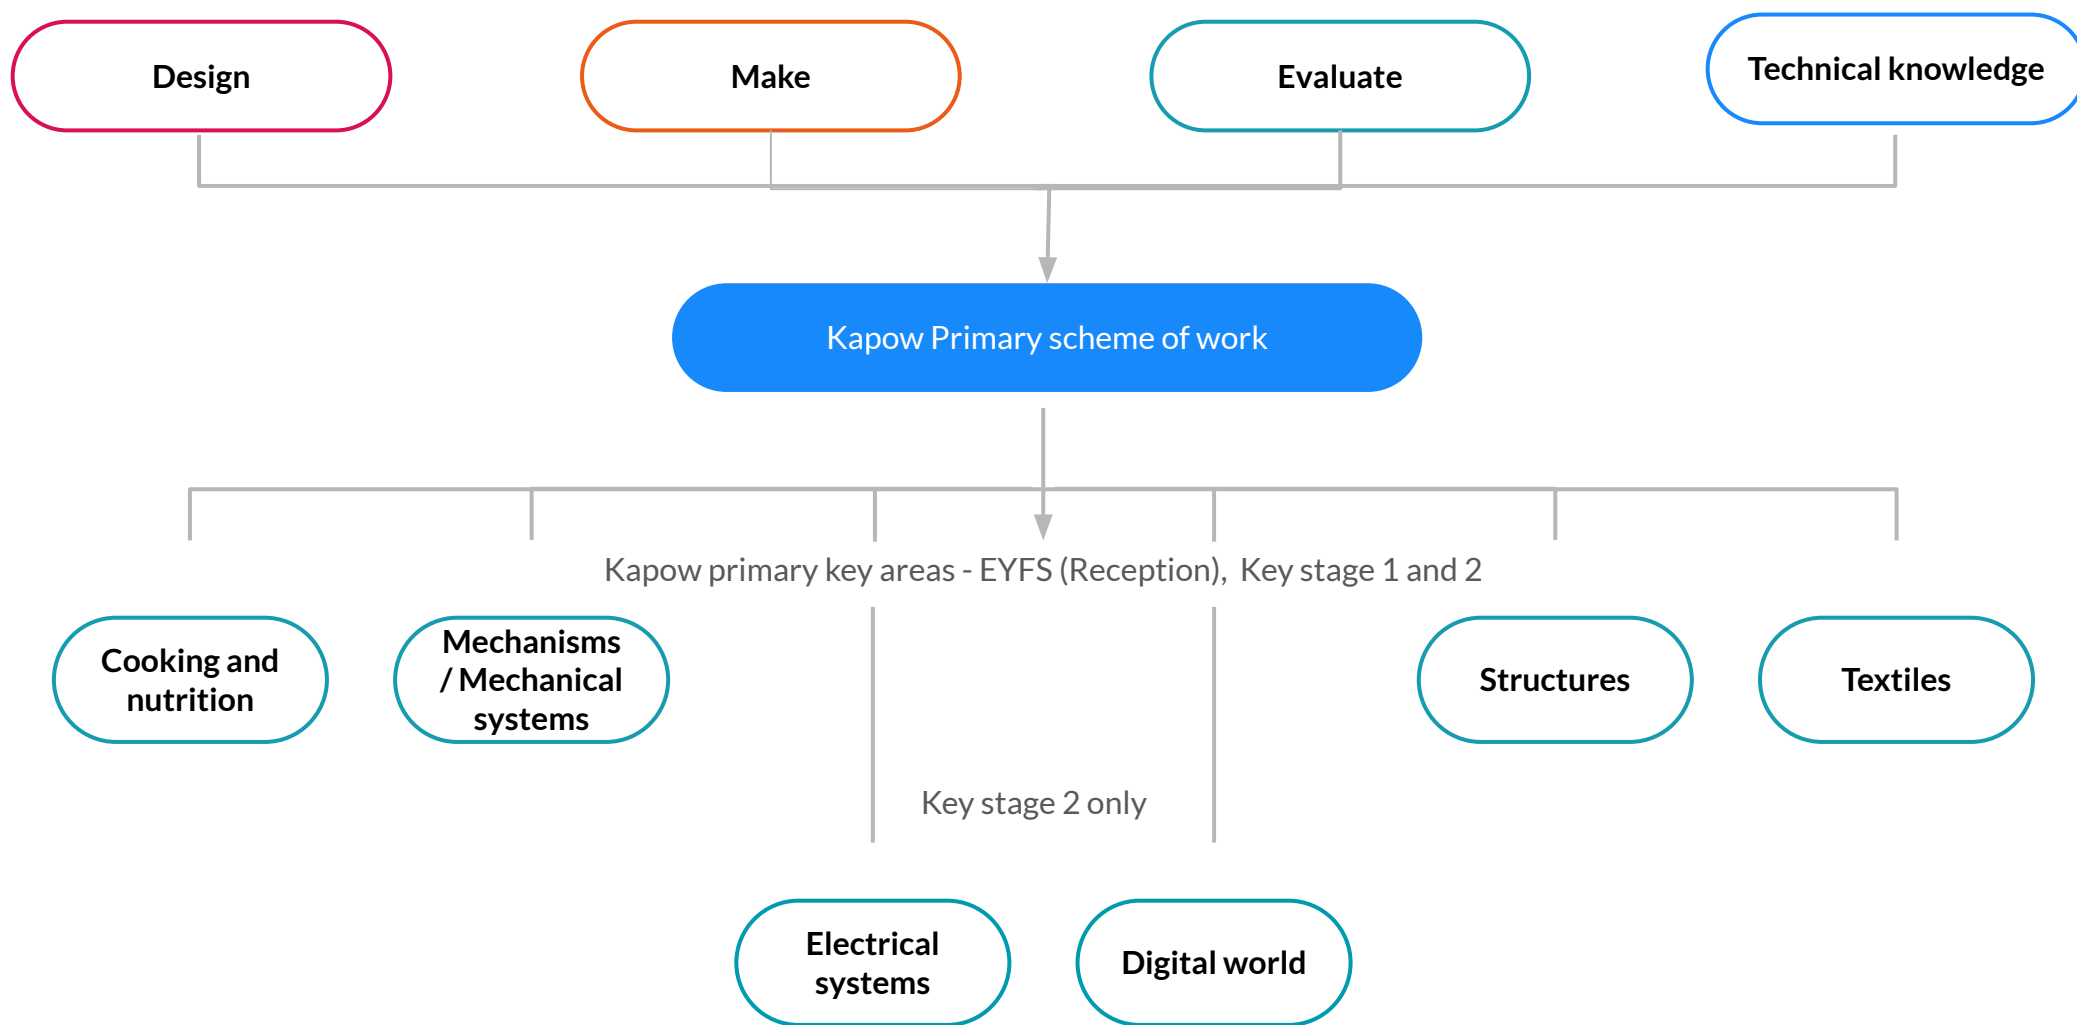 Design
Make
Evaluate
Technical knowledge
Kapow Primary scheme of work
Kapow primary key areas - EYFS (Reception),  Key stage 1 and 2
Cooking and
nutrition
Mechanisms
/ Mechanical
systems
Structures
Textiles
Key stage 2 only
Electrical
systems
Digital world